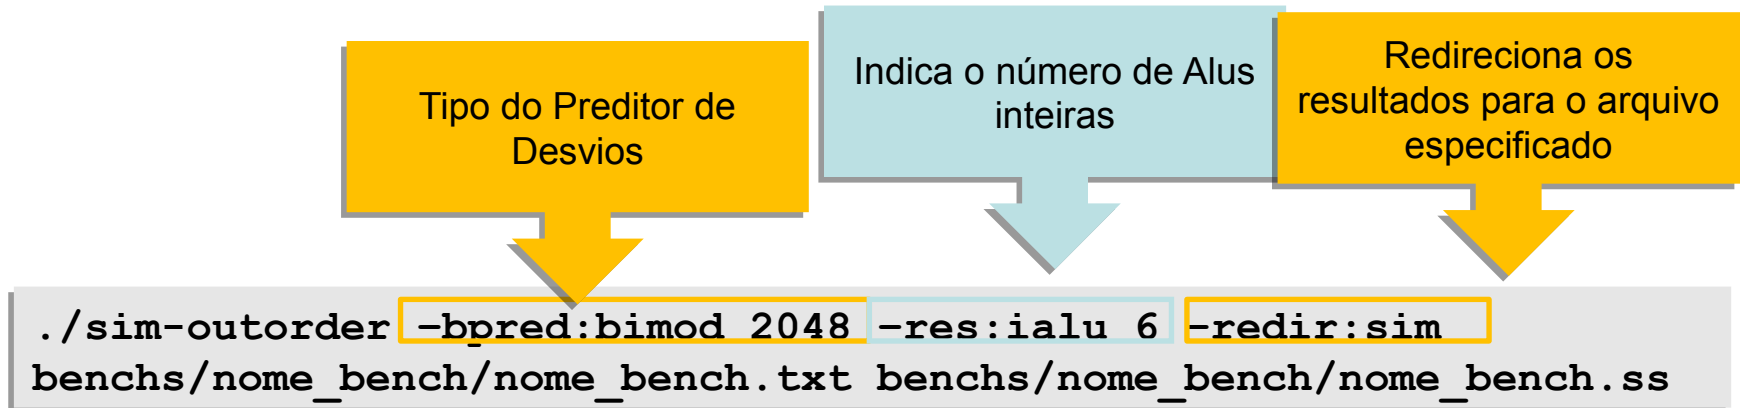 Tipo do Preditor de
Desvios
Indica o número de Alus
inteiras
Redireciona os
resultados para o arquivo
especificado
./sim-outorder –bpred:bimod 2048 –res:ialu 6 –redir:sim
benchs/nome_bench/nome_bench.txt benchs/nome_bench/nome_bench.ss